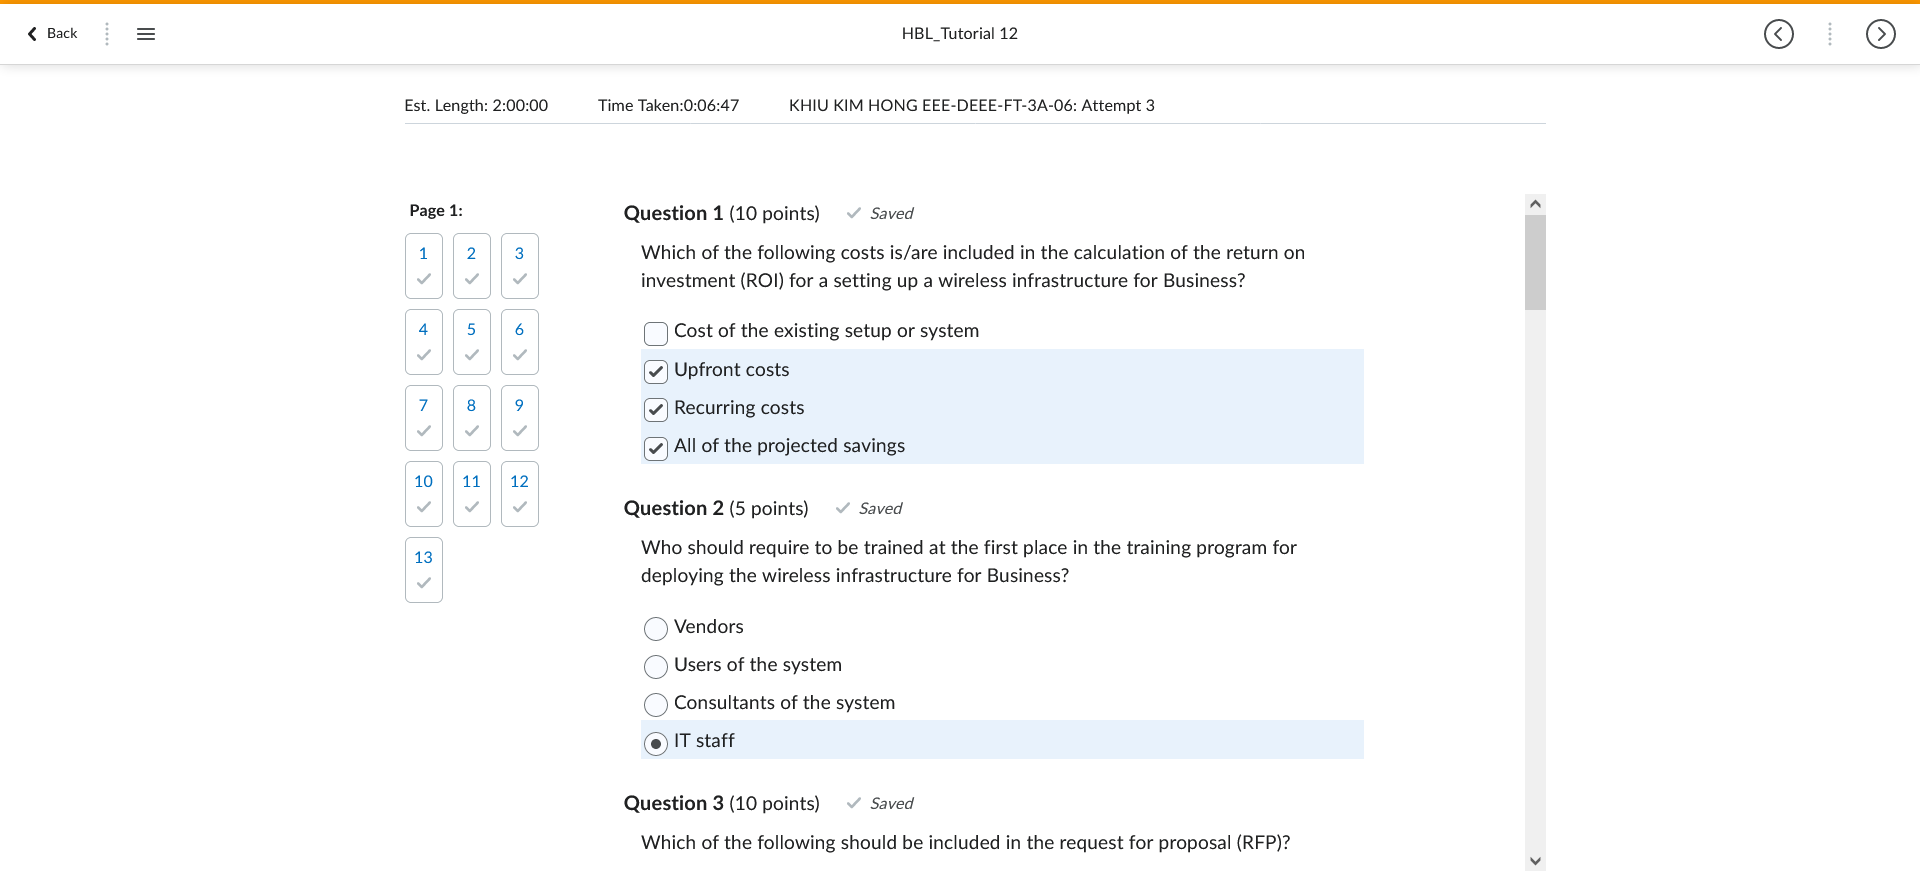 Back
HBL_Tutorial 12
Est. Length: 2:00:00 Time Taken:0:06:47 KHIU KIM HONG EEE-DEEE-FT-3A-06: Attempt 3
Page 1:
1 2 3
4 5 6
7 8 9
10 11 12
13
Question 1 (10 points) Saved
Which of the following costs is/are included in the calculation of the return on
investment (ROI) for a setting up a wireless infrastructure for Business?
Cost of the existing setup or system
Upfront costs
Recurring costs
All of the projected savings
Question 2 (5 points) Saved
Who should require to be trained at the first place in the training program for
deploying the wireless infrastructure for Business?
Vendors
Users of the system
Consultants of the system
IT staff
Question 3 (10 points) Saved
Which of the following should be included in the request for proposal (RFP)?